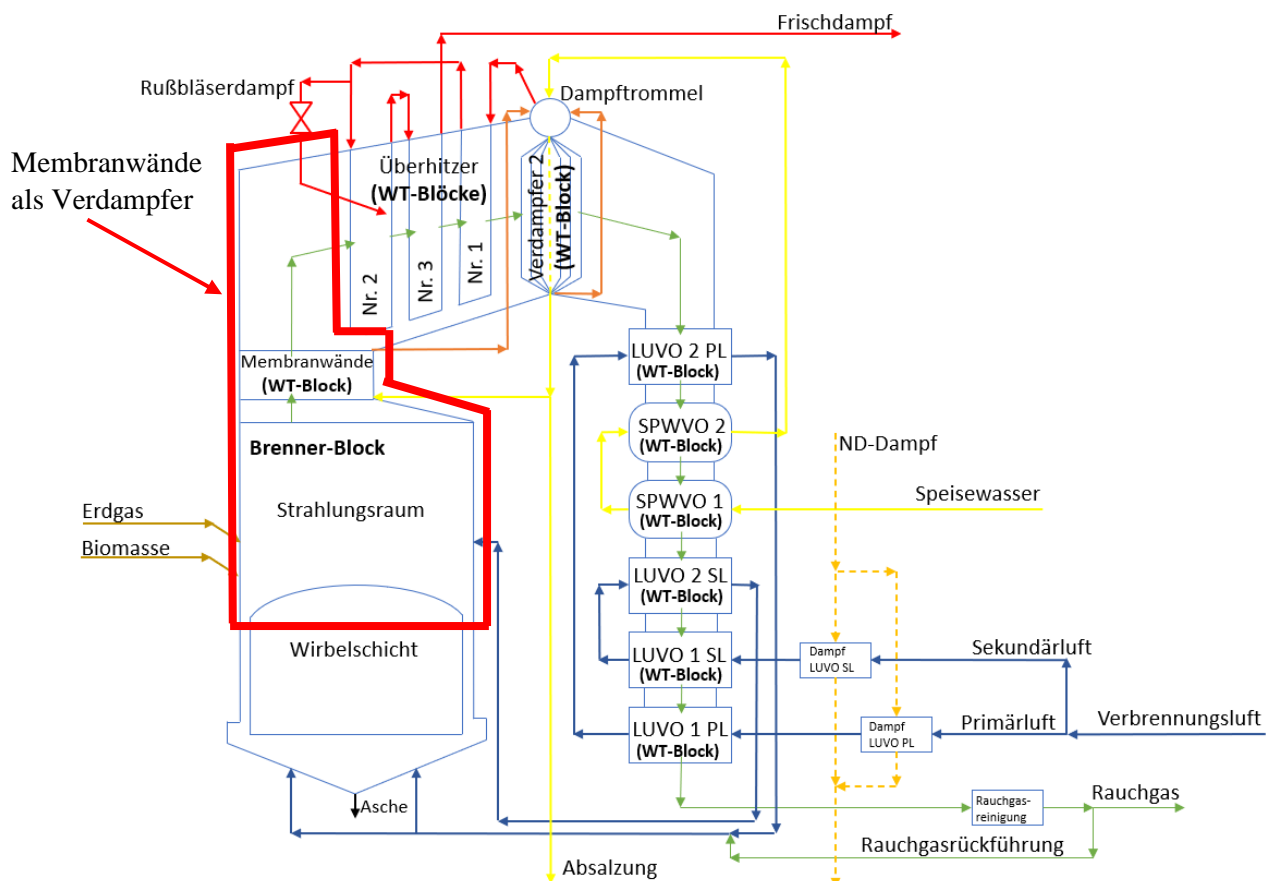 Frischdampf
Rußbläserdampf
Dampftrommel
Membranwände
als Verdampfer
Überhitzer
(WT-Blöcke)
Verdampfer 2
(WT-Block)
Nr. 2
Nr. 3
Nr. 1
Membranwände
(WT-Block)
LUVO 2 PL
(WT-Block)
Brenner-Block
SPWVO 2
(WT-Block)
ND-Dampf
Strahlungsraum
SPWVO 1
(WT-Block)
Speisewasser
Erdgas
Biomasse
LUVO 2 SL
(WT-Block)
Wirbelschicht
LUVO 1 SL
(WT-Block)
Dampf
LUVO SL
Sekundärluft
LUVO 1 PL
(WT-Block)
Dampf
LUVO PL
Primärluft
Verbrennungsluft
Asche
Rauchgas-
reinigung
Rauchgas
Rauchgasrückführung
Absalzung